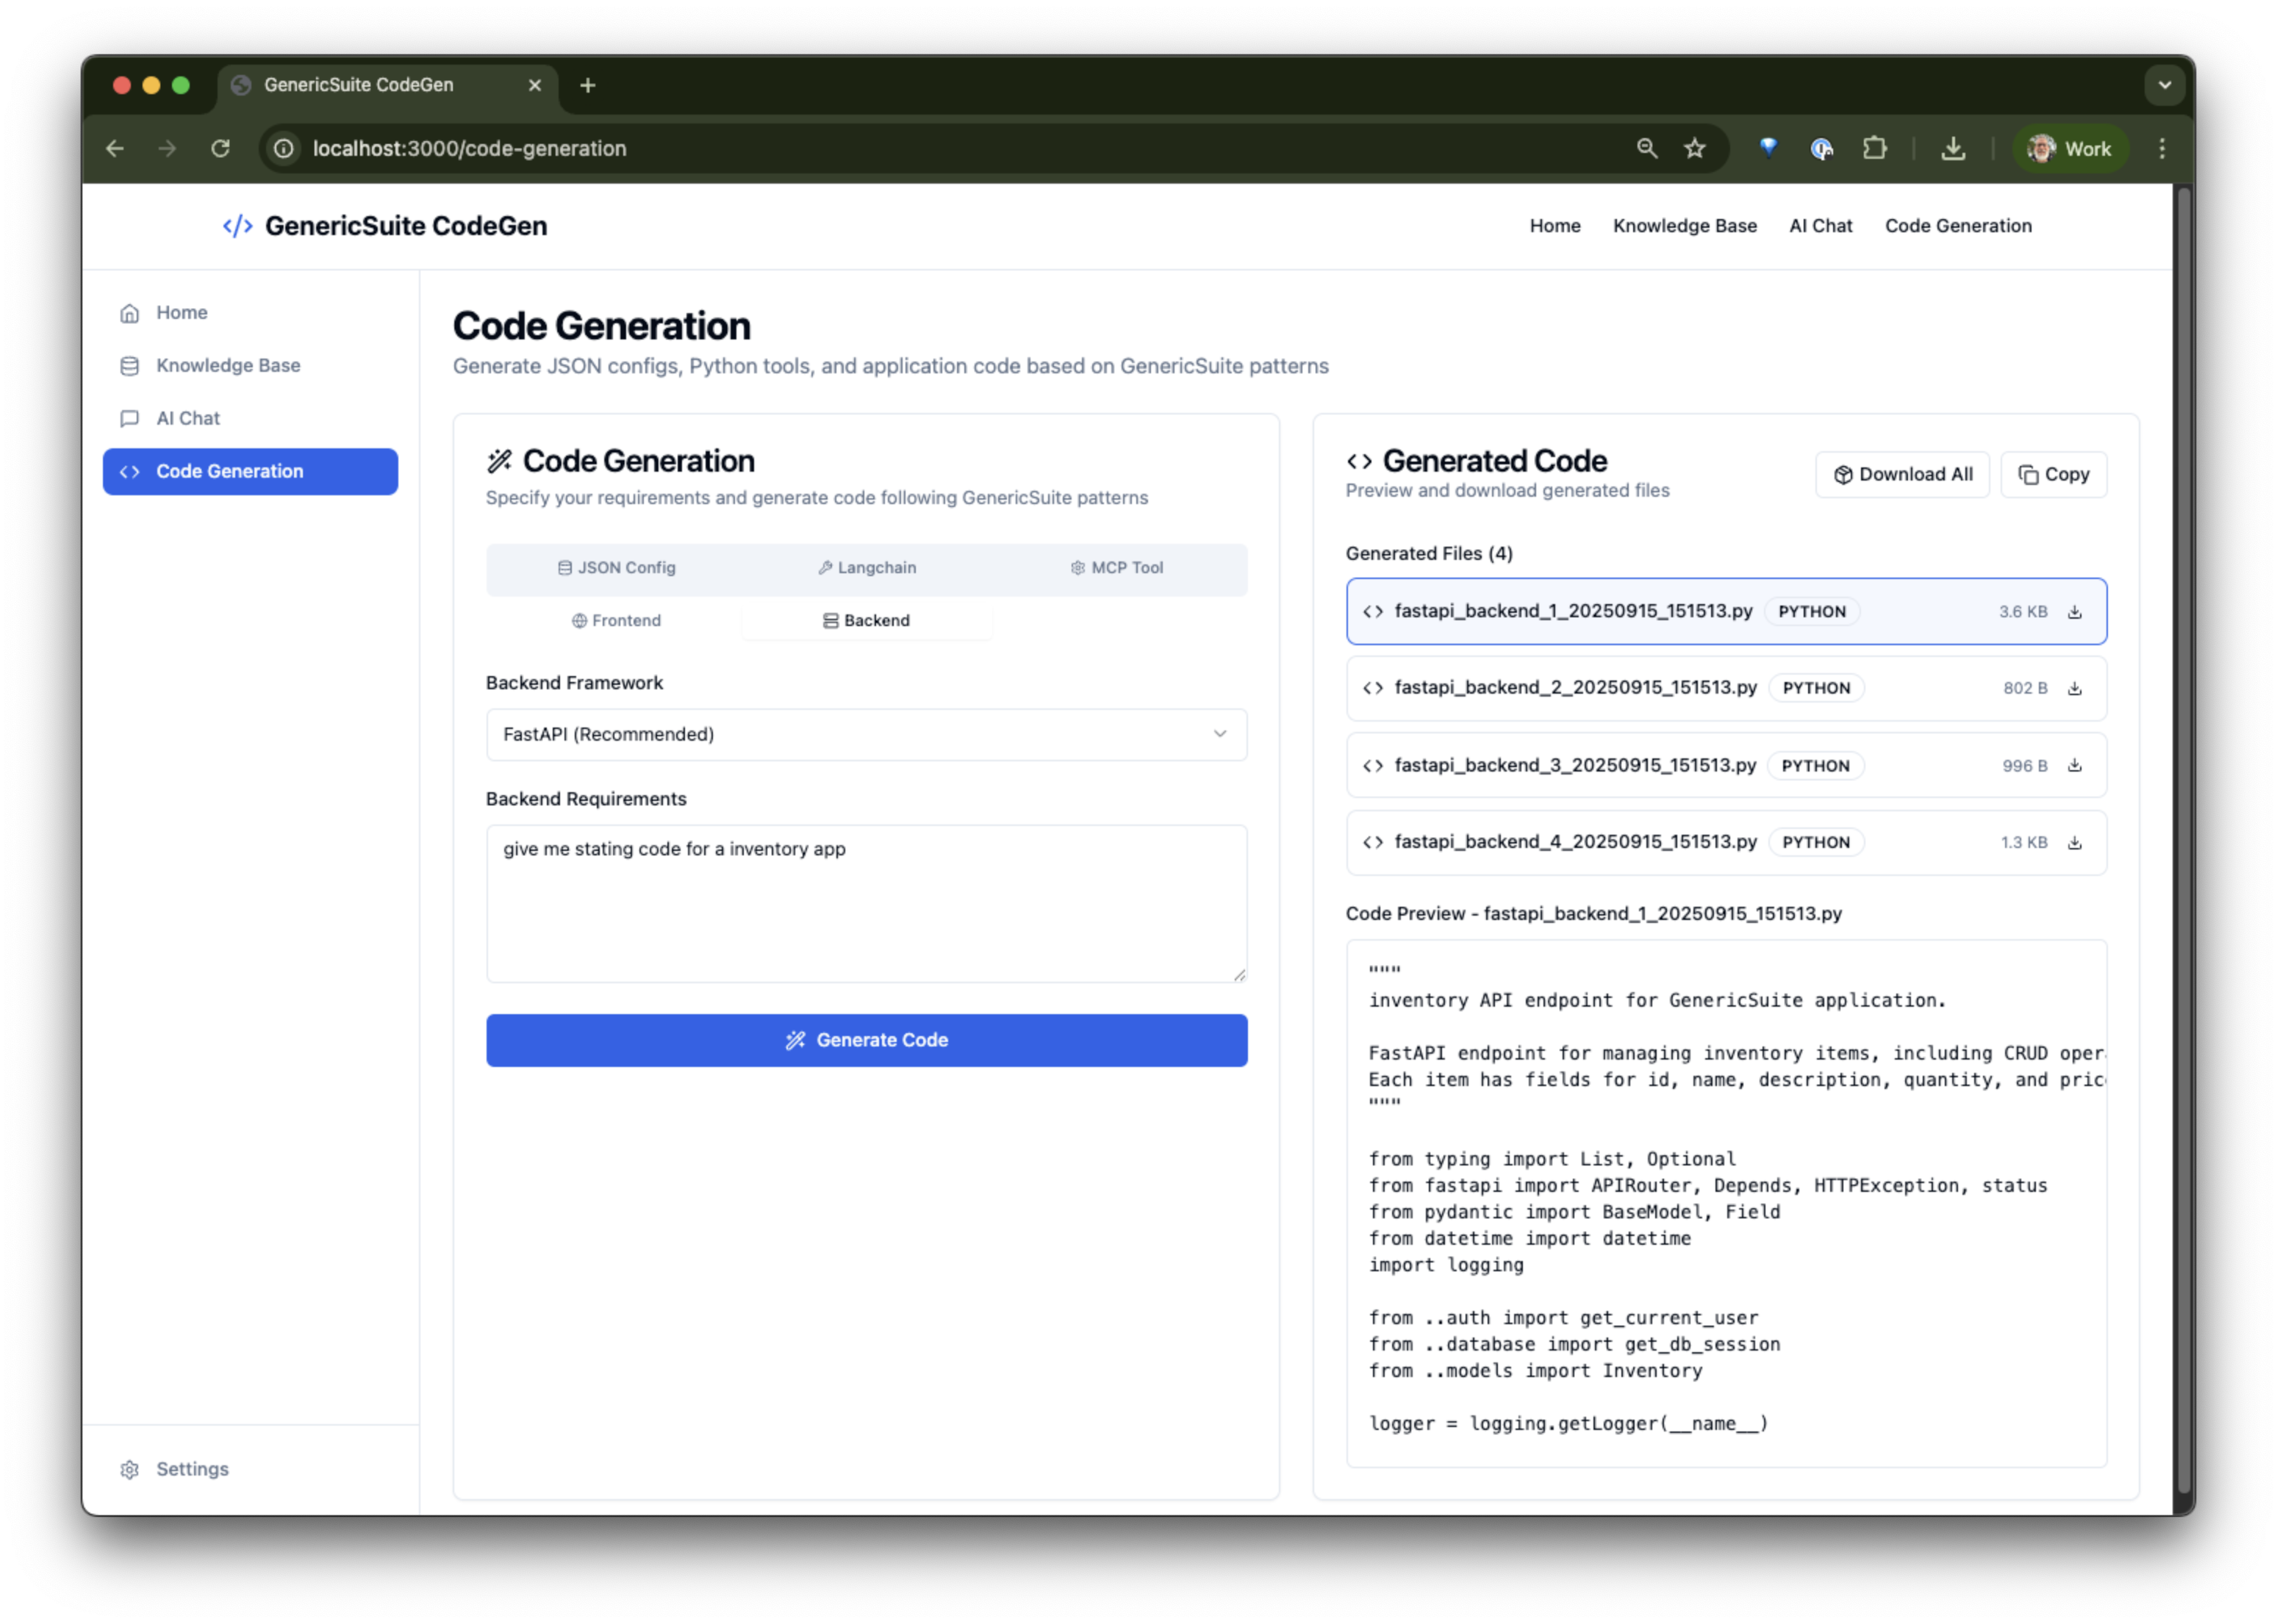 GenericSuite CodeGen
localhost:3000/code-generation
Work
</> GenericSuite CodeGen
Home Knowledge Base AI Chat Code Generation
Home
Knowledge Base
AI Chat
Code Generation
Settings
Code Generation
Generate JSON configs, Python tools, and application code based on GenericSuite patterns
Code Generation
Specify your requirements and generate code following GenericSuite patterns
JSON Config Langchain MCP Tool
Frontend Backend
Backend Framework
FastAPI (Recommended)
Backend Requirements
give me stating code for a inventory app
Generate Code
Generated Code
Preview and download generated files
Download All Copy
Generated Files (4)
fastapi_backend_1_20250915_151513.py PYTHON 3.6 KB
fastapi_backend_2_20250915_151513.py PYTHON 802 B
fastapi_backend_3_20250915_151513.py PYTHON 996 B
fastapi_backend_4_20250915_151513.py PYTHON 1.3 KB
Code Preview - fastapi_backend_1_20250915_151513.py
"""
inventory API endpoint for GenericSuite application.
FastAPI endpoint for managing inventory items, including CRUD oper
Each item has fields for id, name, description, quantity, and pric
"""
from typing import List, Optional
from fastapi import APIRouter, Depends, HTTPException, status
from pydantic import BaseModel, Field
from datetime import datetime
import logging
from ..auth import get_current_user
from ..database import get_db_session
from ..models import Inventory
logger = logging.getLogger(__name__)